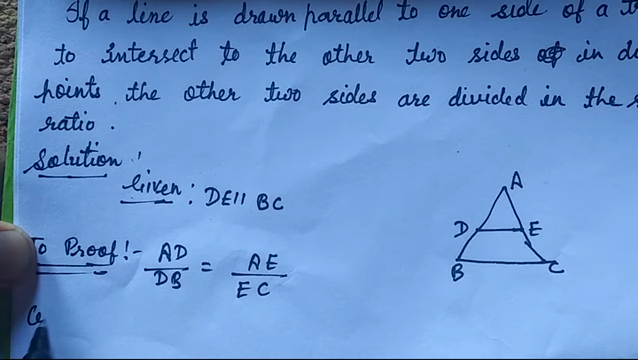 If a line is drawn parallel to one side of a
to intersect to the other two sides in
points, the other two sides are divided in the
ratio.
Solution :
Given : DE || BC
To Proof :- AD/DB = AE/EC
A
D E
B C